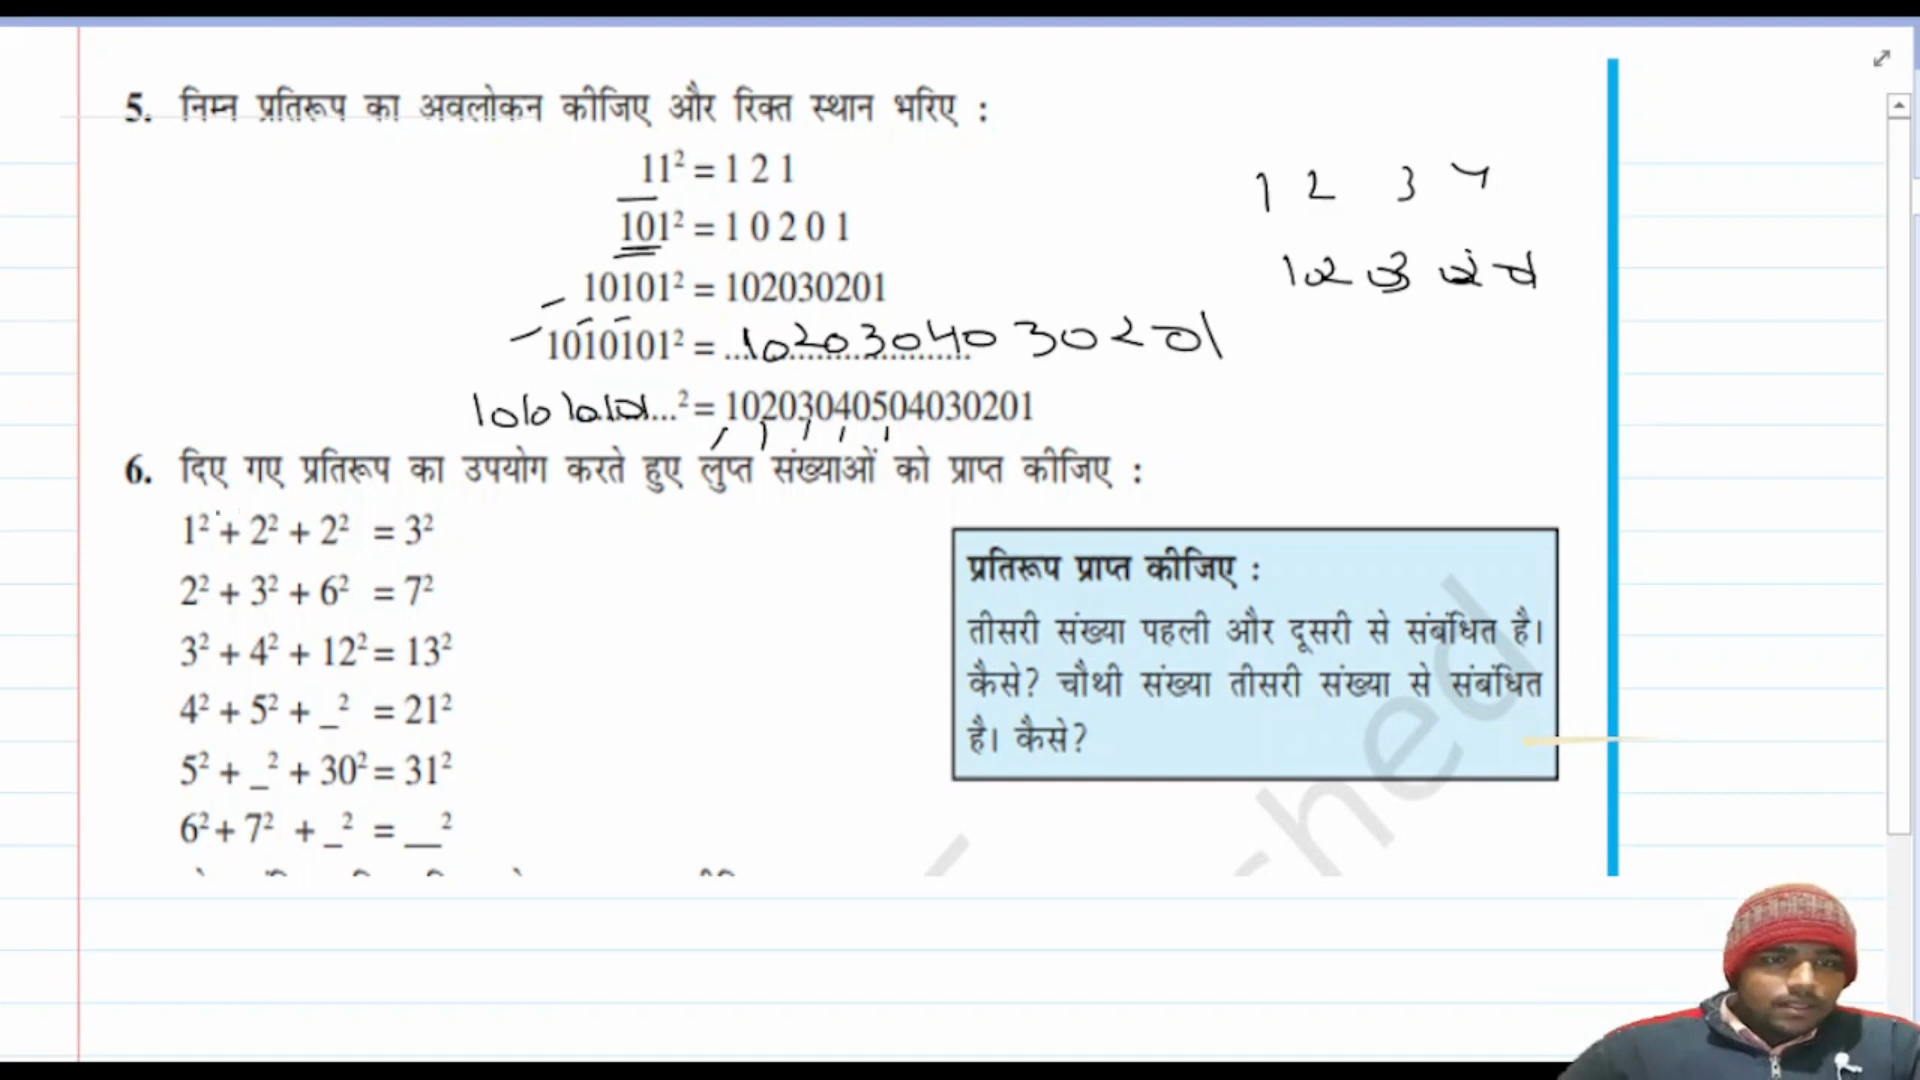 5. निम्न प्रतिरूप का अवलोकन कीजिए और रिक्त स्थान भरिए :
11² = 1 2 1
1 2 3 4
101² = 1 0 2 0 1
10101² = 102030201
1010101² = ...1020304030201
101010101...² = 10203040504030201
6. दिए गए प्रतिरूप का उपयोग करते हुए लुप्त संख्याओं को प्राप्त कीजिए :
1² + 2² + 2² = 3²
2² + 3² + 6² = 7²
3² + 4² + 12² = 13²
4² + 5² + _² = 21²
5² + _² + 30² = 31²
6² + 7² + _² = __²
प्रतिरूप प्राप्त कीजिए :
तीसरी संख्या पहली और दूसरी से संबंधित है।
कैसे? चौथी संख्या तीसरी संख्या से संबंधित
है। कैसे?